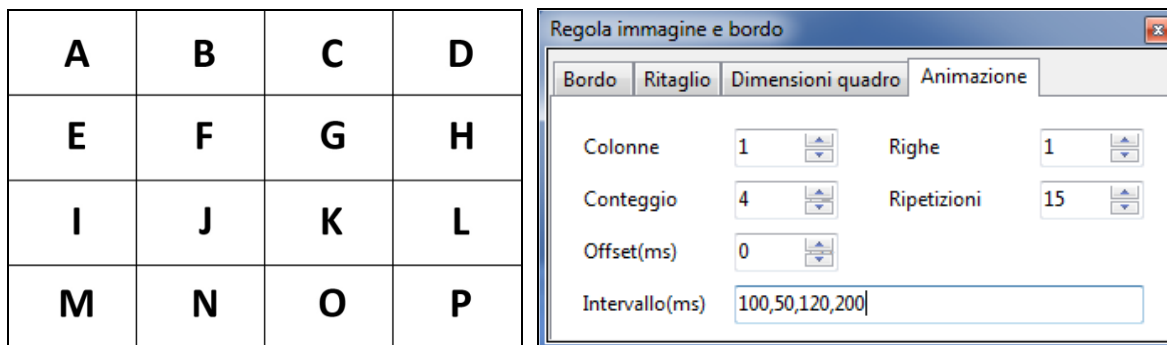 A B C D
E F G H
I J K L
M N O P
Regola immagine e bordo
Bordo Ritaglio Dimensioni quadro Animazione
Colonne 1 Righe 1
Conteggio 4 Ripetizioni 15
Offset(ms) 0
Intervallo(ms) 100,50,120,200